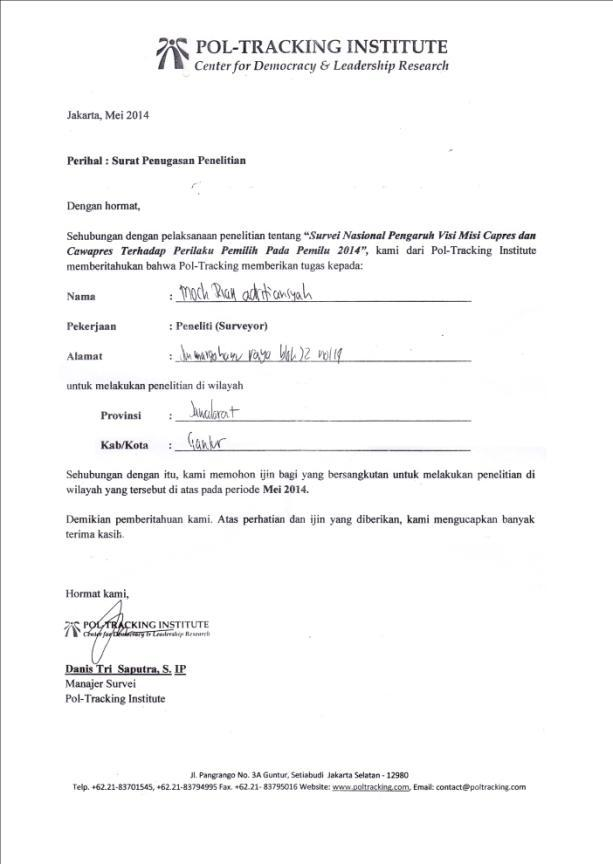 POL-TRACKING INSTITUTE
Center for Democracy & Leadership Research
Jakarta, Mei 2014
Perihal : Surat Penugasan Penelitian
Dengan hormat,
Sehubungan dengan pelaksanaan penelitian tentang “Survei Nasional Pengaruh Visi Misi Capres dan
Cawapres Terhadap Perilaku Pemilih Pada Pemilu 2014”, kami dari Pol-Tracking Institute
memberitahukan bahwa Pol-Tracking memberikan tugas kepada:
Nama : Moch Rian aditiansyah
Pekerjaan : Peneliti (Surveyor)
Alamat : raya blok no 19
untuk melakukan penelitian di wilayah
Provinsi : Jawa barat
Kab/Kota :
Sehubungan dengan itu, kami memohon ijin bagi yang bersangkutan untuk melakukan penelitian di
wilayah yang tersebut di atas pada periode Mei 2014.
Demikian pemberitahuan kami. Atas perhatian dan ijin yang diberikan, kami mengucapkan banyak
terima kasih.
Hormat kami,
POL-TRACKING INSTITUTE
Center for Democracy & Leadership Research
Danis Tri Saputra, S. IP
Manajer Survei
Pol-Tracking Institute
Jl. Pangrango No. 3A Guntur, Setiabudi Jakarta Selatan - 12980
Telp. +62.21-83701545, +62.21-83794995 Fax. +62.21- 83795016 Website: www.poltracking.com, Email: contact@poltracking.com